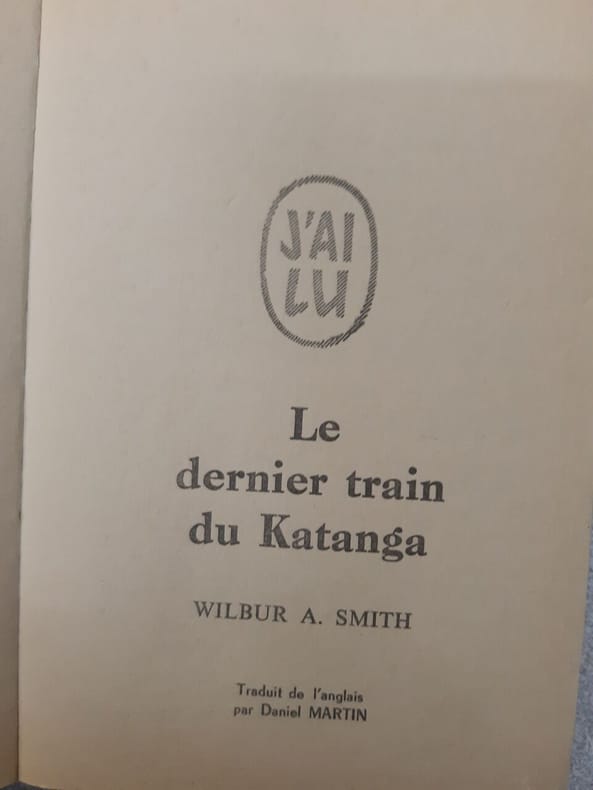 J'AI
LU
Le
dernier train
du Katanga
WILBUR A. SMITH
Traduit de l'anglais
par Daniel MARTIN